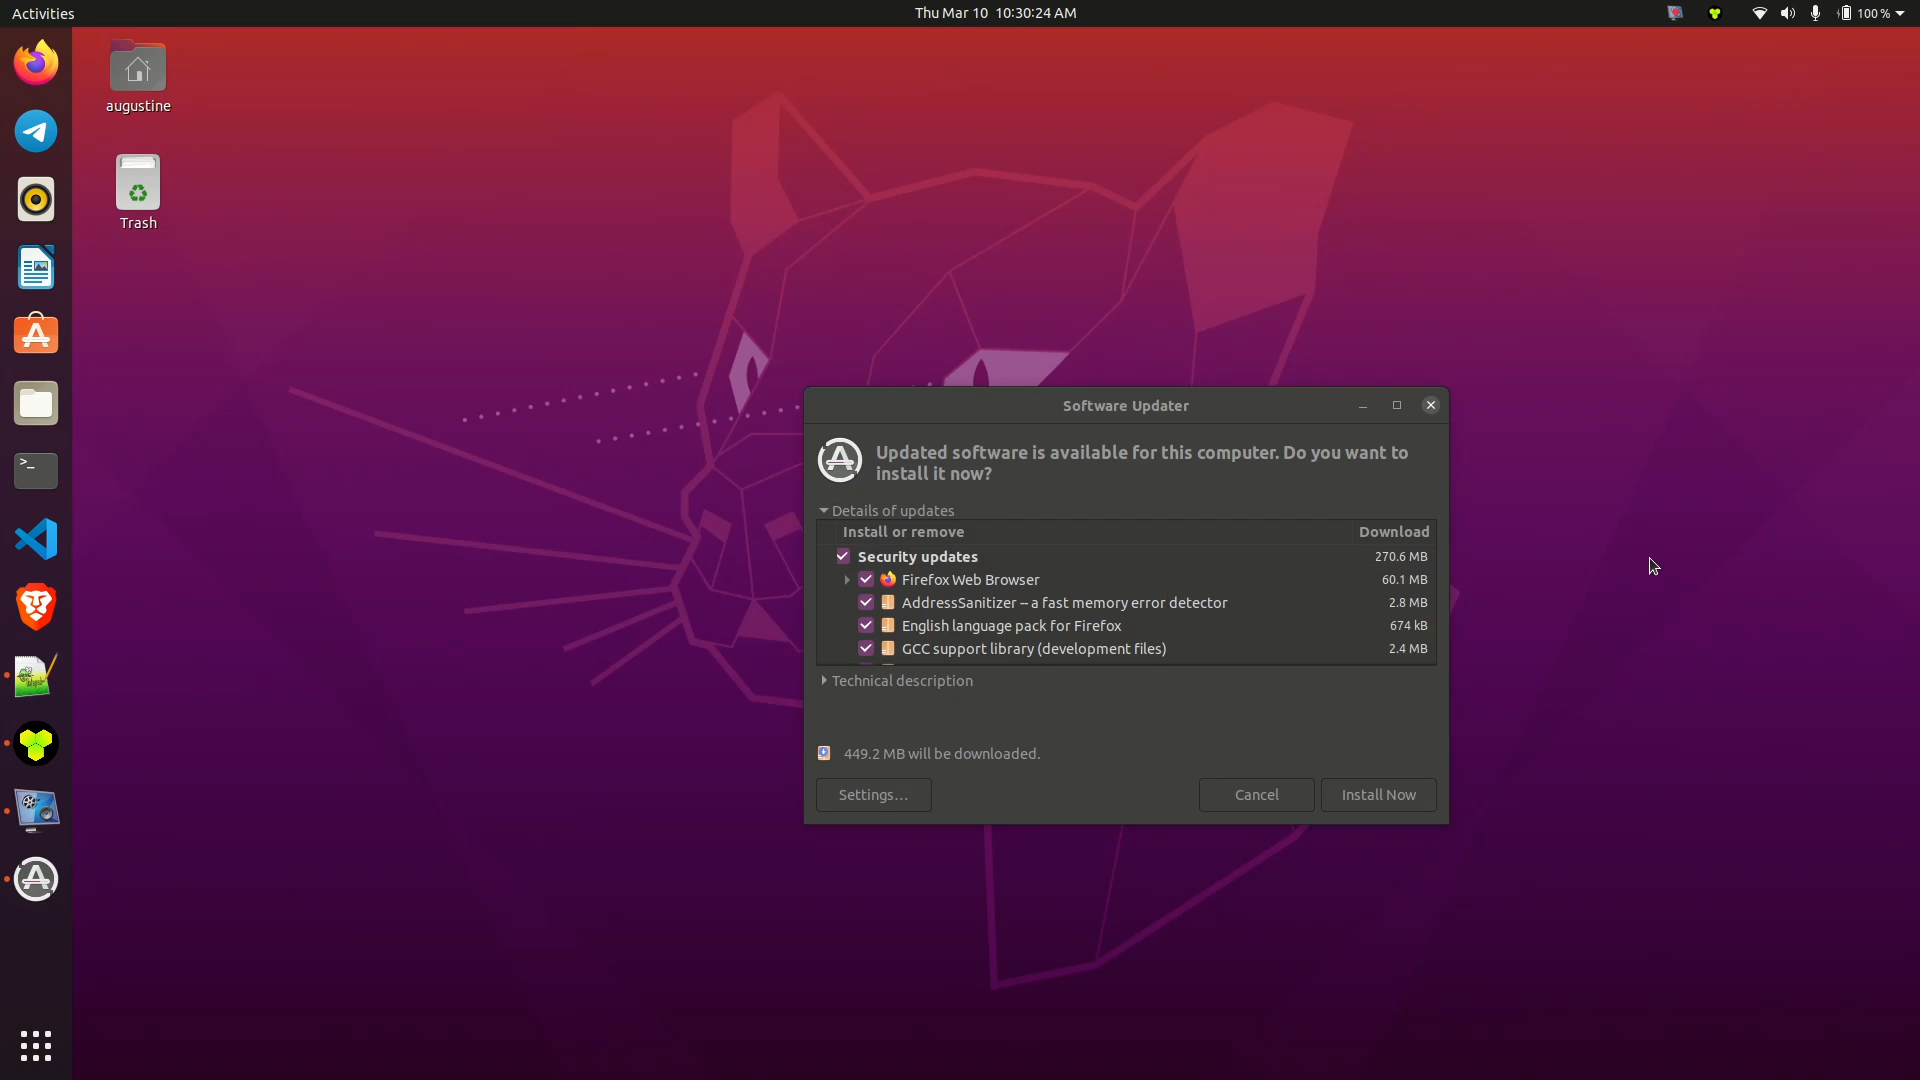 Activities
Thu Mar 10 10:30:24 AM
100 %
augustine
Trash
Software Updater
Updated software is available for this computer. Do you want to
install it now?
Details of updates
Install or remove Download
Security updates 270.6 MB
Firefox Web Browser 60.1 MB
AddressSanitizer -- a fast memory error detector 2.8 MB
English language pack for Firefox 674 kB
GCC support library (development files) 2.4 MB
Technical description
449.2 MB will be downloaded.
Settings…
Cancel
Install Now